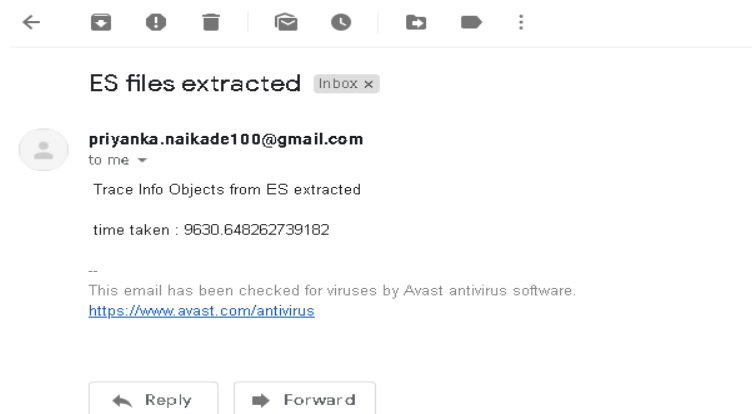 ES files extracted Inbox x
priyanka.naikade100@gmail.com
to me
Trace Info Objects from ES extracted
time taken : 9630.648262739182
--
This email has been checked for viruses by Avast antivirus software.
https://www.avast.com/antivirus
Reply Forward